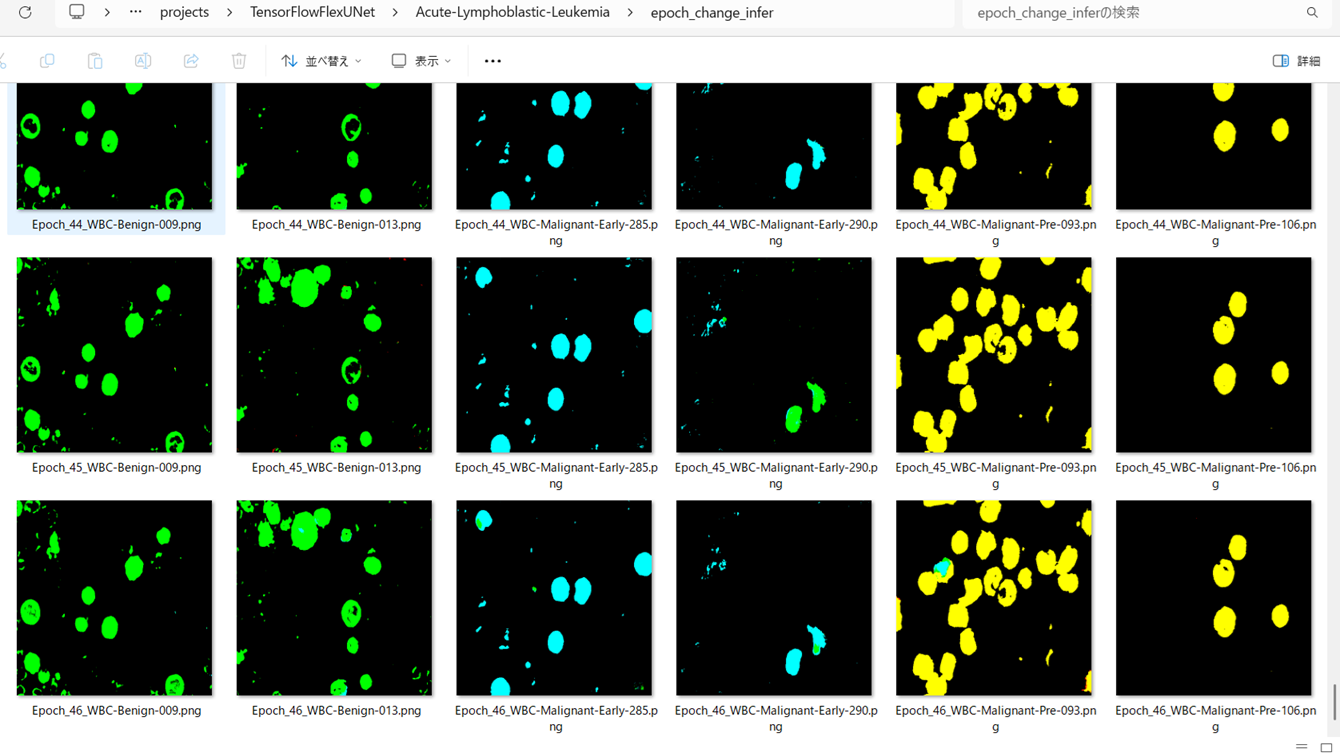 … projects > TensorFlowFlexUNet > Acute-Lymphoblastic-Leukemia > epoch_change_infer
epoch_change_inferの検索
並べ替え
表示
詳細
Epoch_44_WBC-Benign-009.png
Epoch_44_WBC-Benign-013.png
Epoch_44_WBC-Malignant-Early-285.p
ng
Epoch_44_WBC-Malignant-Early-290.p
ng
Epoch_44_WBC-Malignant-Pre-093.pn
g
Epoch_44_WBC-Malignant-Pre-106.pn
g
Epoch_45_WBC-Benign-009.png
Epoch_45_WBC-Benign-013.png
Epoch_45_WBC-Malignant-Early-285.p
ng
Epoch_45_WBC-Malignant-Early-290.p
ng
Epoch_45_WBC-Malignant-Pre-093.pn
g
Epoch_45_WBC-Malignant-Pre-106.pn
g
Epoch_46_WBC-Benign-009.png
Epoch_46_WBC-Benign-013.png
Epoch_46_WBC-Malignant-Early-285.p
ng
Epoch_46_WBC-Malignant-Early-290.p
ng
Epoch_46_WBC-Malignant-Pre-093.pn
g
Epoch_46_WBC-Malignant-Pre-106.pn
g